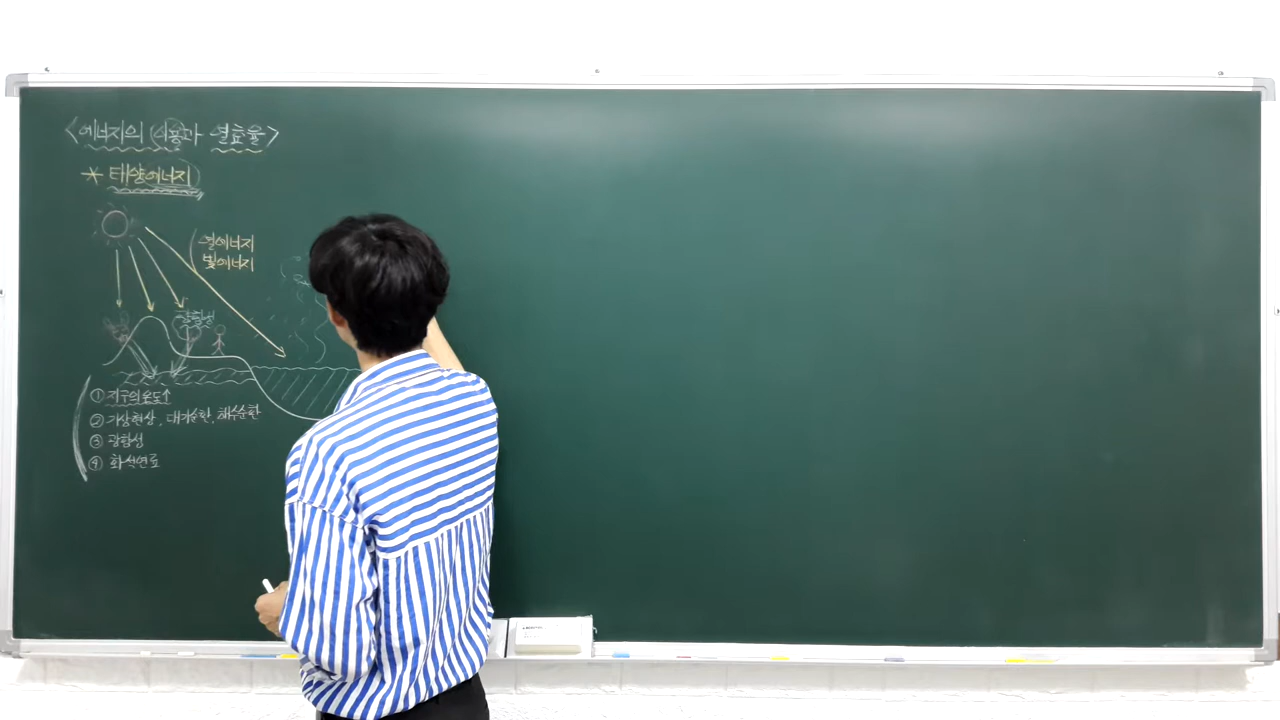 <에너지의 이용과 열효율>
* 태양에너지
열에너지
빛에너지
광합성
① 지구의 온도↑
② 기상현상, 대기순환, 해수순환
③ 광합성
④ 화석연료